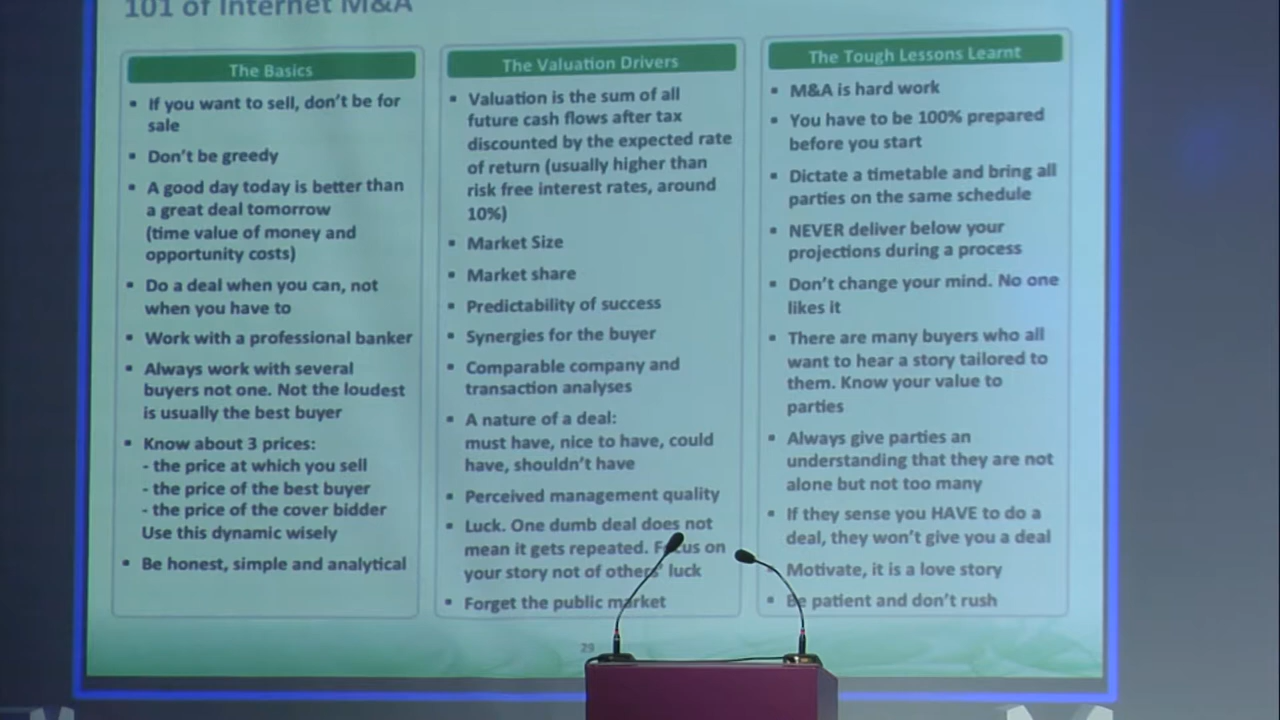 101 of Internet M&A
The Basics
▪ If you want to sell, don't be for
sale
▪ Don't be greedy
▪ A good day today is better than
a great deal tomorrow
(time value of money and
opportunity costs)
▪ Do a deal when you can, not
when you have to
▪ Work with a professional banker
▪ Always work with several
buyers not one. Not the loudest
is usually the best buyer
▪ Know about 3 prices:
- the price at which you sell
- the price of the best buyer
- the price of the cover bidder
Use this dynamic wisely
▪ Be honest, simple and analytical
The Valuation Drivers
▪ Valuation is the sum of all
future cash flows after tax
discounted by the expected rate
of return (usually higher than
risk free interest rates, around
10%)
▪ Market Size
▪ Market share
▪ Predictability of success
▪ Synergies for the buyer
▪ Comparable company and
transaction analyses
▪ A nature of a deal:
must have, nice to have, could
have, shouldn't have
▪ Perceived management quality
▪ Luck. One dumb deal does not
mean it gets repeated. Focus on
your story not of others' luck
▪ Forget the public market
The Tough Lessons Learnt
▪ M&A is hard work
▪ You have to be 100% prepared
before you start
▪ Dictate a timetable and bring all
parties on the same schedule
▪ NEVER deliver below your
projections during a process
▪ Don't change your mind. No one
likes it
▪ There are many buyers who all
want to hear a story tailored to
them. Know your value to
parties
▪ Always give parties an
understanding that they are not
alone but not too many
▪ If they sense you HAVE to do a
deal, they won't give you a deal
▪ Motivate, it is a love story
▪ Be patient and don't rush
29